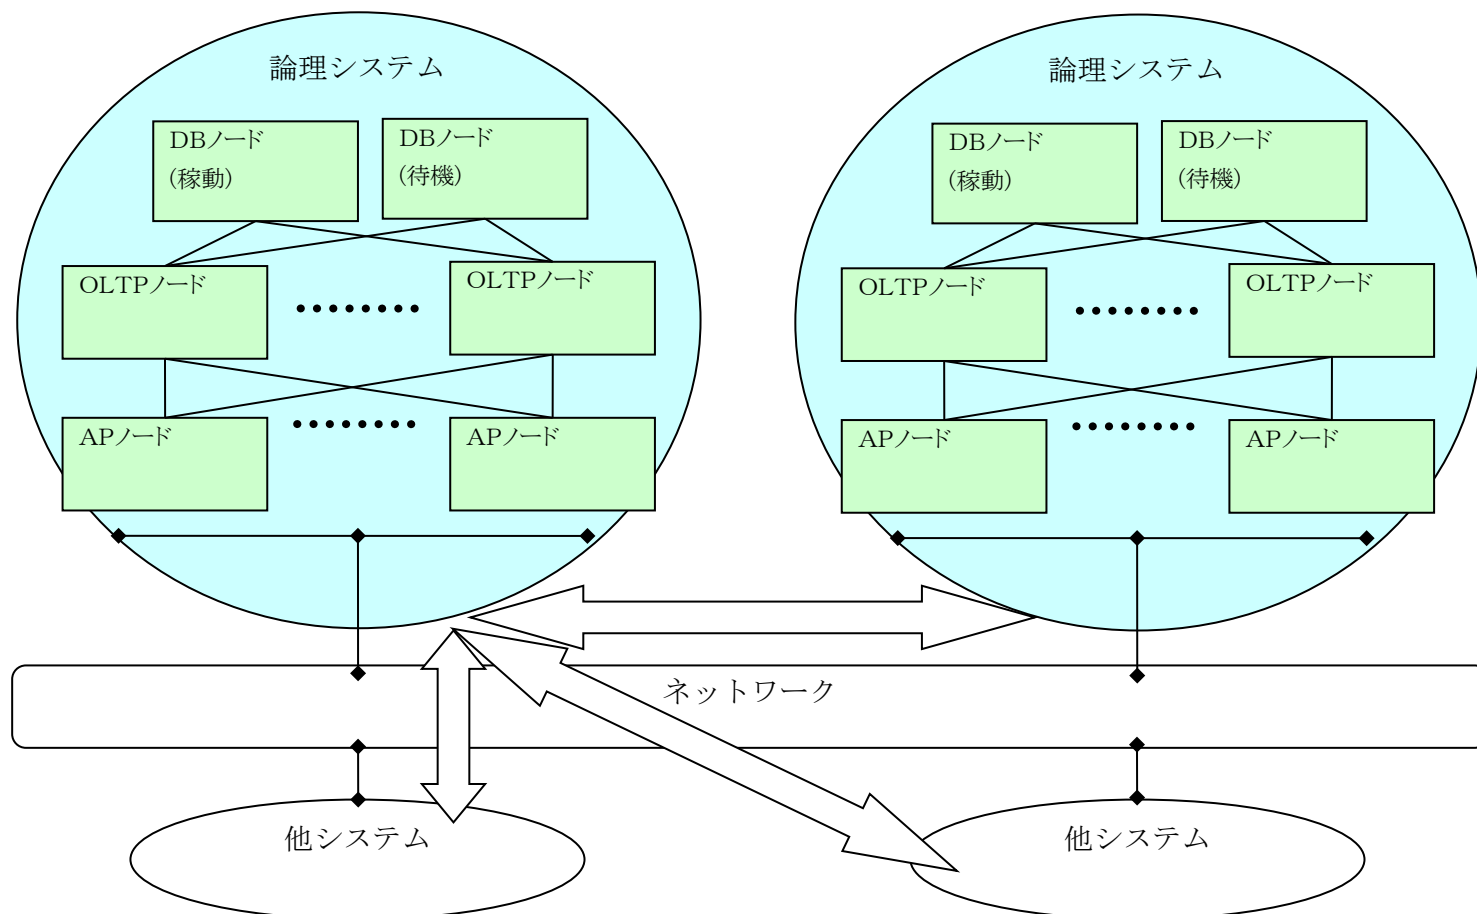 論理システム
DBノード
(稼動)
DBノード
(待機)
OLTPノード
OLTPノード
APノード
APノード
論理システム
DBノード
(稼動)
DBノード
(待機)
OLTPノード
OLTPノード
APノード
APノード
ネットワーク
他システム
他システム